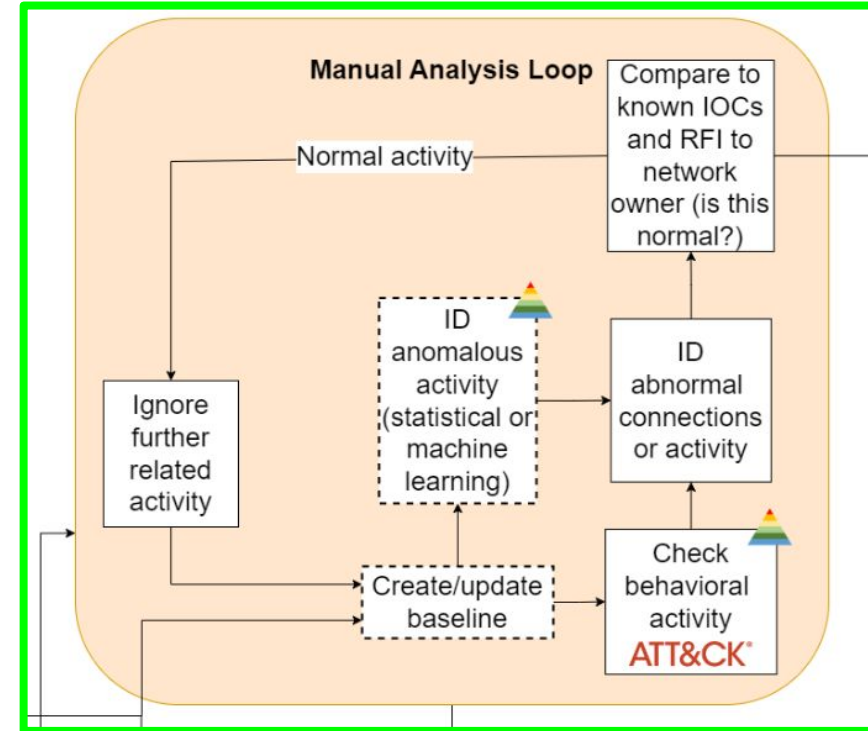 Manual Analysis Loop
Compare to
known IOCs
and RFI to
network
owner (is this
normal?)
Normal activity
ID
anomalous
activity
(statistical or
machine
learning)
ID
abnormal
connections
or activity
Ignore
further
related
activity
Create/update
baseline
Check
behavioral
activity
ATT&CK®